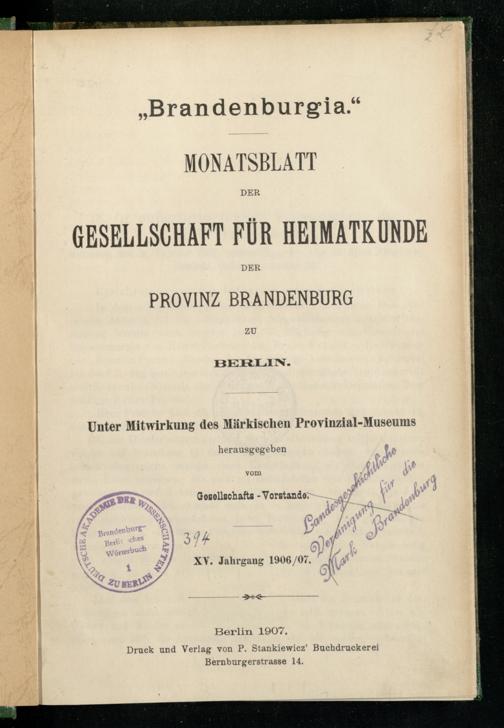 „Brandenburgia.“
MONATSBLATT
DER
GESELLSCHAFT FÜR HEIMATKUNDE
DER
PROVINZ BRANDENBURG
ZU
BERLIN.
Unter Mitwirkung des Märkischen Provinzial-Museums
herausgegeben
vom
Gesellschafts-Vorstande.
Landesgeschichtliche
Vereinigung für die
Mark Brandenburg
DEUTSCHE AKADEMIE DER WISSENSCHAFTEN
ZU BERLIN
Brandenburg-
Berlinisches
Wörterbuch
1
394
XV. Jahrgang 1906/07.
Berlin 1907.
Druck und Verlag von P. Stankiewicz' Buchdruckerei
Bernburgerstrasse 14.